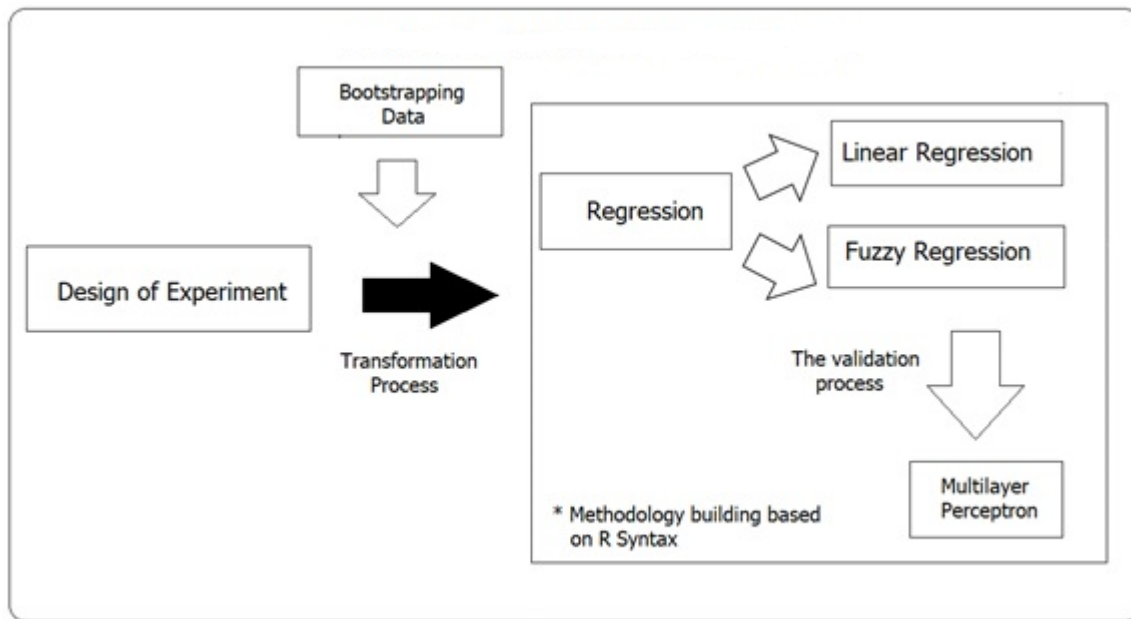 Bootstrapping
Data
Design of Experiment
Transformation
Process
Regression
Linear Regression
Fuzzy Regression
The validation
process
Multilayer
Perceptron
* Methodology building based
on R Syntax